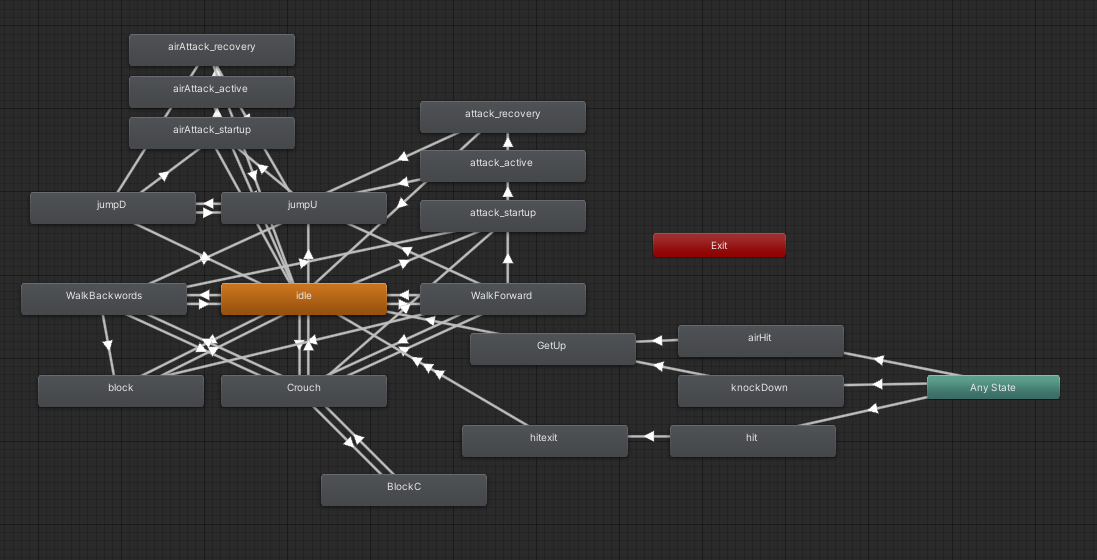 airAttack_recovery
airAttack_active
attack_recovery
airAttack_startup
attack_active
jumpD
jumpU
attack_startup
Exit
WalkBackwords
idle
WalkForward
airHit
GetUp
block
Crouch
knockDown
Any State
hitexit
hit
BlockC